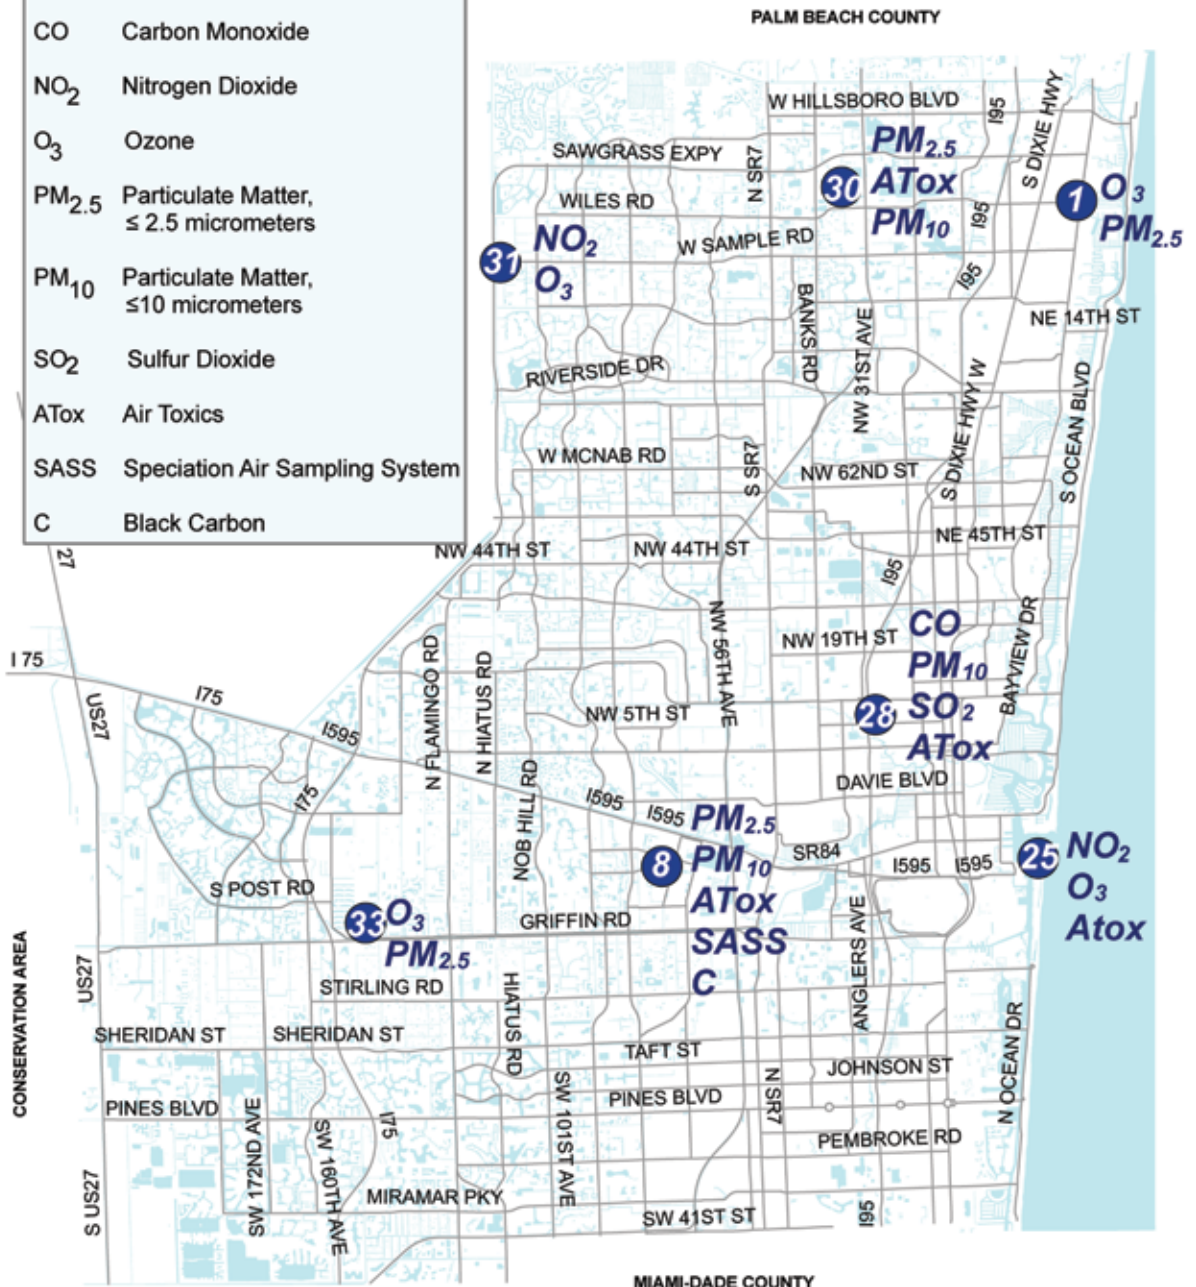 CO Carbon Monoxide
NO2 Nitrogen Dioxide
O3 Ozone
PM2.5 Particulate Matter,
≤ 2.5 micrometers
PM10 Particulate Matter,
≤10 micrometers
SO2 Sulfur Dioxide
ATox Air Toxics
SASS Speciation Air Sampling System
C Black Carbon
PALM BEACH COUNTY
W HILLSBORO BLVD
I95
S DIXIE HWY
SAWGRASS EXPY
N SR7
PM2.5
30 ATox
PM10
1 O3
PM2.5
WILES RD
I95
W SAMPLE RD
31 NO2
O3
I95
BANKS RD
NW 31ST AVE
NE 14TH ST
RIVERSIDE DR
S DIXIE HWY W
S OCEAN BLVD
W MCNAB RD
S SR7
NW 62ND ST
NE 45TH ST
NW 44TH ST
NW 44TH ST
27
I95
NW 56TH AVE
NW 19TH ST
BAYVIEW DR
CO
PM10
28 SO2
ATox
I 75
I75
US27
I595
N FLAMINGO RD
N HIATUS RD
NW 5TH ST
DAVIE BLVD
I75
NOB HILL RD
I595
I595
PM2.5
8 PM10
ATox
SASS
C
SR84
I595
I595
25 NO2
O3
Atox
S POST RD
33 O3
PM2.5
GRIFFIN RD
ANGLERS AVE
CONSERVATION AREA
US27
STIRLING RD
HIATUS RD
N OCEAN DR
SHERIDAN ST
SHERIDAN ST
TAFT ST
JOHNSON ST
PINES BLVD
PINES BLVD
N SR7
SW 172ND AVE
SW 160TH AVE
I75
SW 101ST AVE
PEMBROKE RD
S US27
MIRAMAR PKY
SW 41ST ST
I95
MIAMI-DADE COUNTY